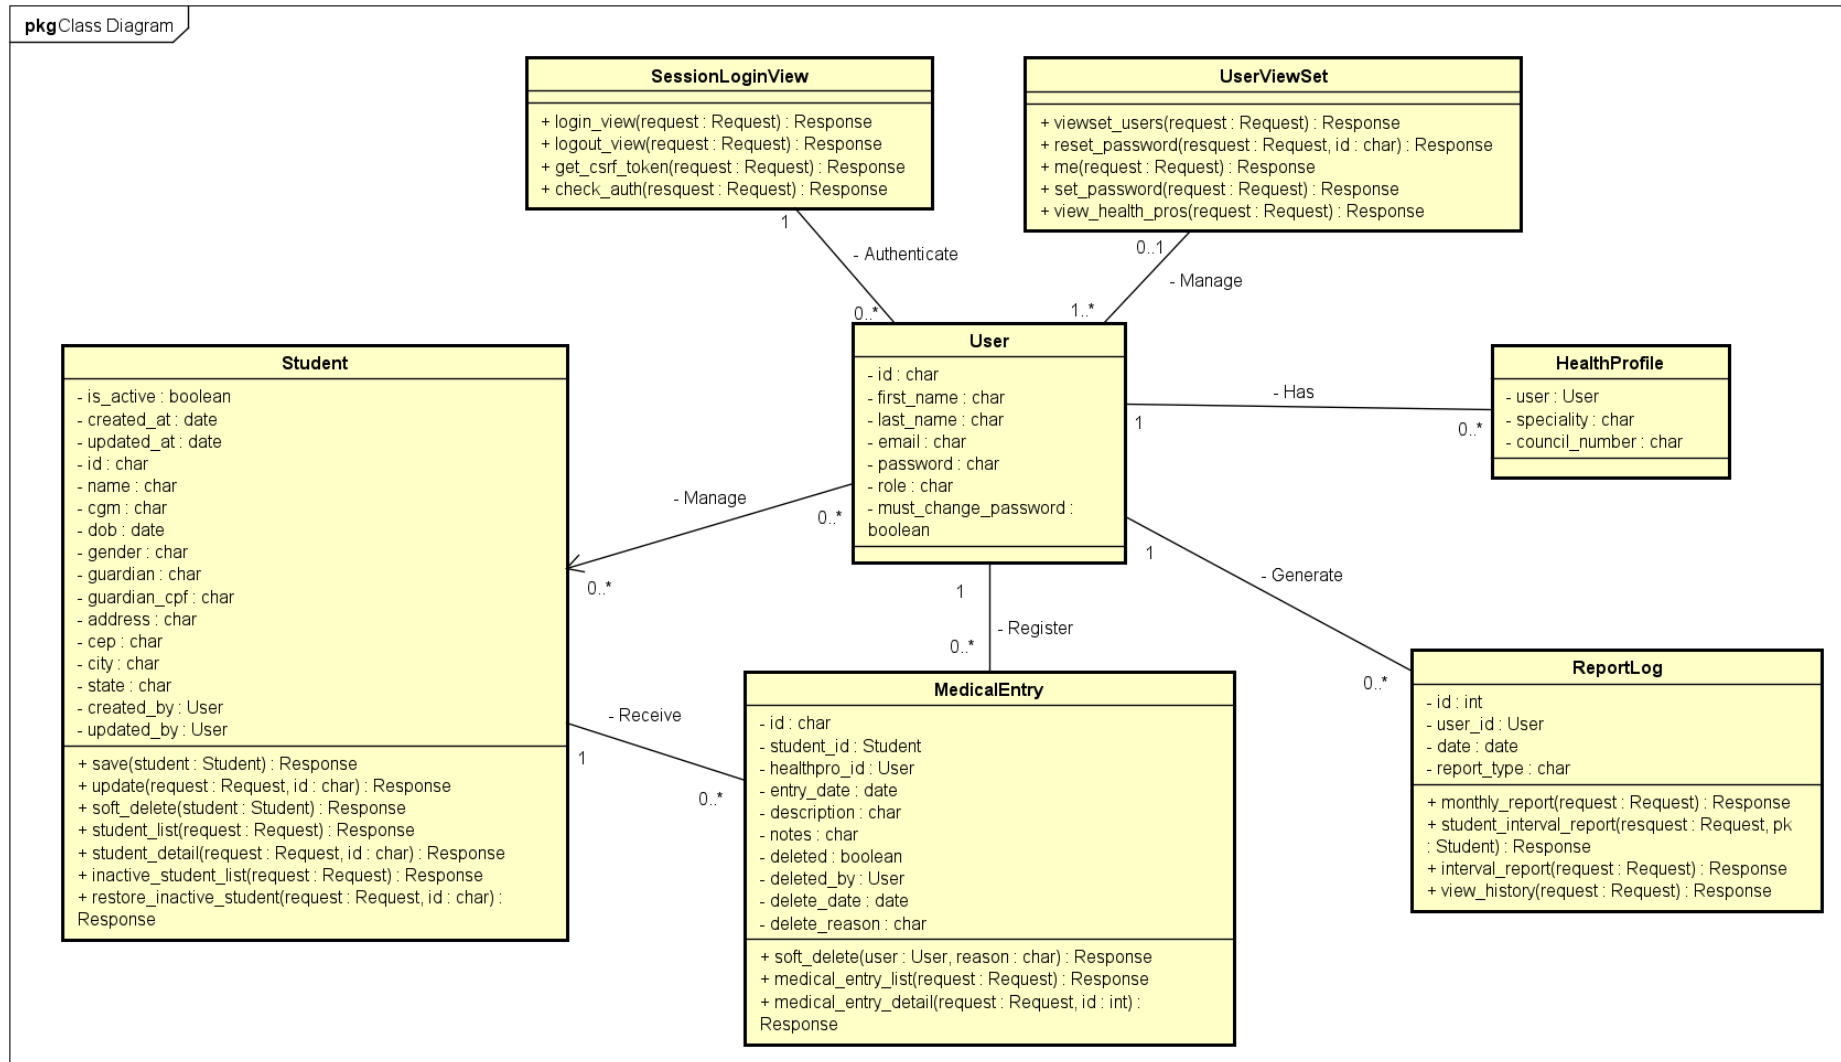 pkg Class Diagram
SessionLoginView
+ login_view(request : Request) : Response
+ logout_view(request : Request) : Response
+ get_csrf_token(request : Request) : Response
+ check_auth(resquest : Request) : Response
UserViewSet
+ viewset_users(request : Request) : Response
+ reset_password(resquest : Request, id : char) : Response
+ me(request : Request) : Response
+ set_password(request : Request) : Response
+ view_health_pros(request : Request) : Response
1
- Authenticate
0..*
0..1
- Manage
1..*
Student
- is_active : boolean
- created_at : date
- updated_at : date
- id : char
- name : char
- cgm : char
- dob : date
- gender : char
- guardian : char
- guardian_cpf : char
- address : char
- cep : char
- city : char
- state : char
- created_by : User
- updated_by : User
+ save(student : Student) : Response
+ update(request : Request, id : char) : Response
+ soft_delete(student : Student) : Response
+ student_list(request : Request) : Response
+ student_detail(request : Request, id : char) : Response
+ inactive_student_list(request : Request) : Response
+ restore_inactive_student(request : Request, id : char) :
Response
User
- id : char
- first_name : char
- last_name : char
- email : char
- password : char
- role : char
- must_change_password :
boolean
HealthProfile
- user : User
- speciality : char
- council_number : char
- Has
1
0..*
- Manage
0..*
0..*
1
- Generate
0..*
1
- Register
0..*
- Receive
1
0..*
MedicalEntry
- id : char
- student_id : Student
- healthpro_id : User
- entry_date : date
- description : char
- notes : char
- deleted : boolean
- deleted_by : User
- delete_date : date
- delete_reason : char
+ soft_delete(user : User, reason : char) : Response
+ medical_entry_list(request : Request) : Response
+ medical_entry_detail(request : Request, id : int) :
Response
ReportLog
- id : int
- user_id : User
- date : date
- report_type : char
+ monthly_report(request : Request) : Response
+ student_interval_report(resquest : Request, pk
: Student) : Response
+ interval_report(request : Request) : Response
+ view_history(request : Request) : Response